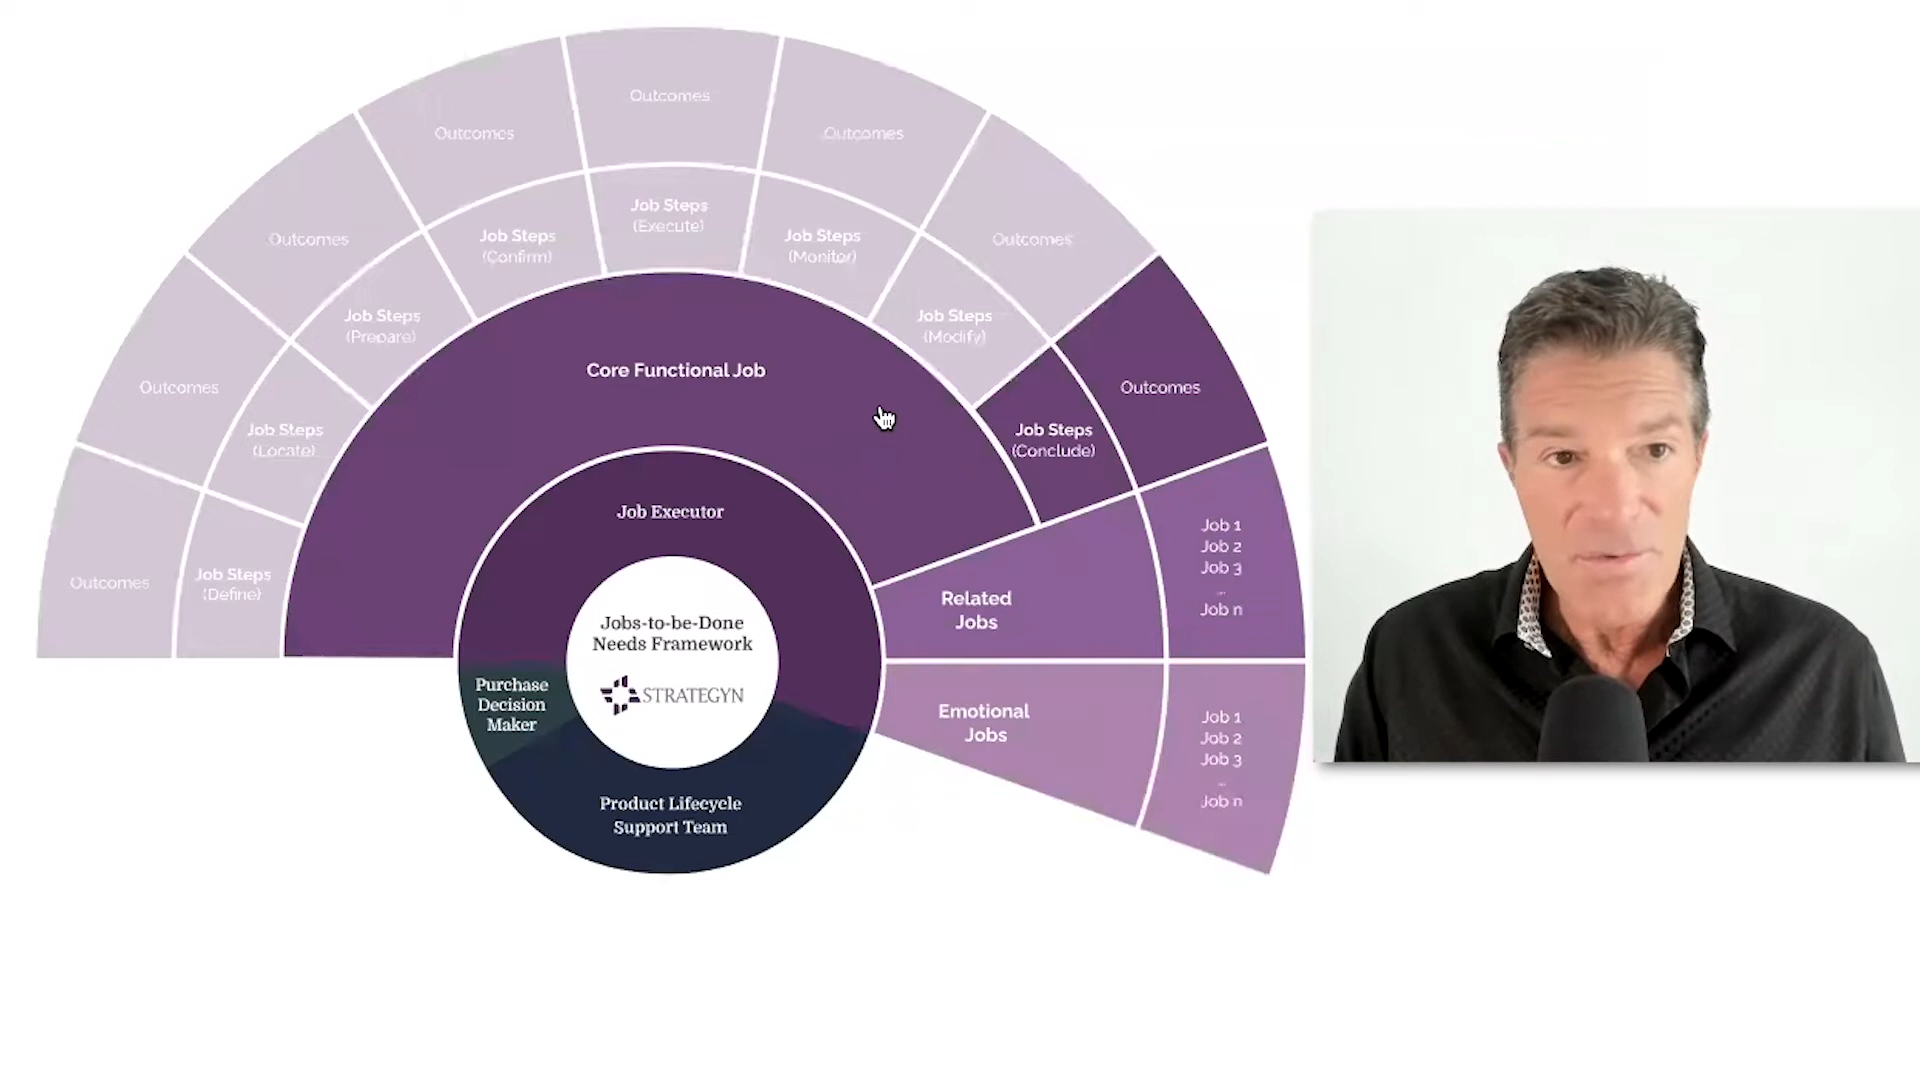 Outcomes
Outcomes
Outcomes
Outcomes
Outcomes
Outcomes
Outcomes
Outcomes
Job Steps
(Define)
Job Steps
(Locate)
Job Steps
(Prepare)
Job Steps
(Confirm)
Job Steps
(Execute)
Job Steps
(Monitor)
Job Steps
(Modify)
Job Steps
(Conclude)
Outcomes
Core Functional Job
Job Executor
Jobs-to-be-Done
Needs Framework
STRATEGYN
Purchase
Decision
Maker
Product Lifecycle
Support Team
Related
Jobs
Job 1
Job 2
Job 3
...
Job n
Emotional
Jobs
Job 1
Job 2
Job 3
...
Job n